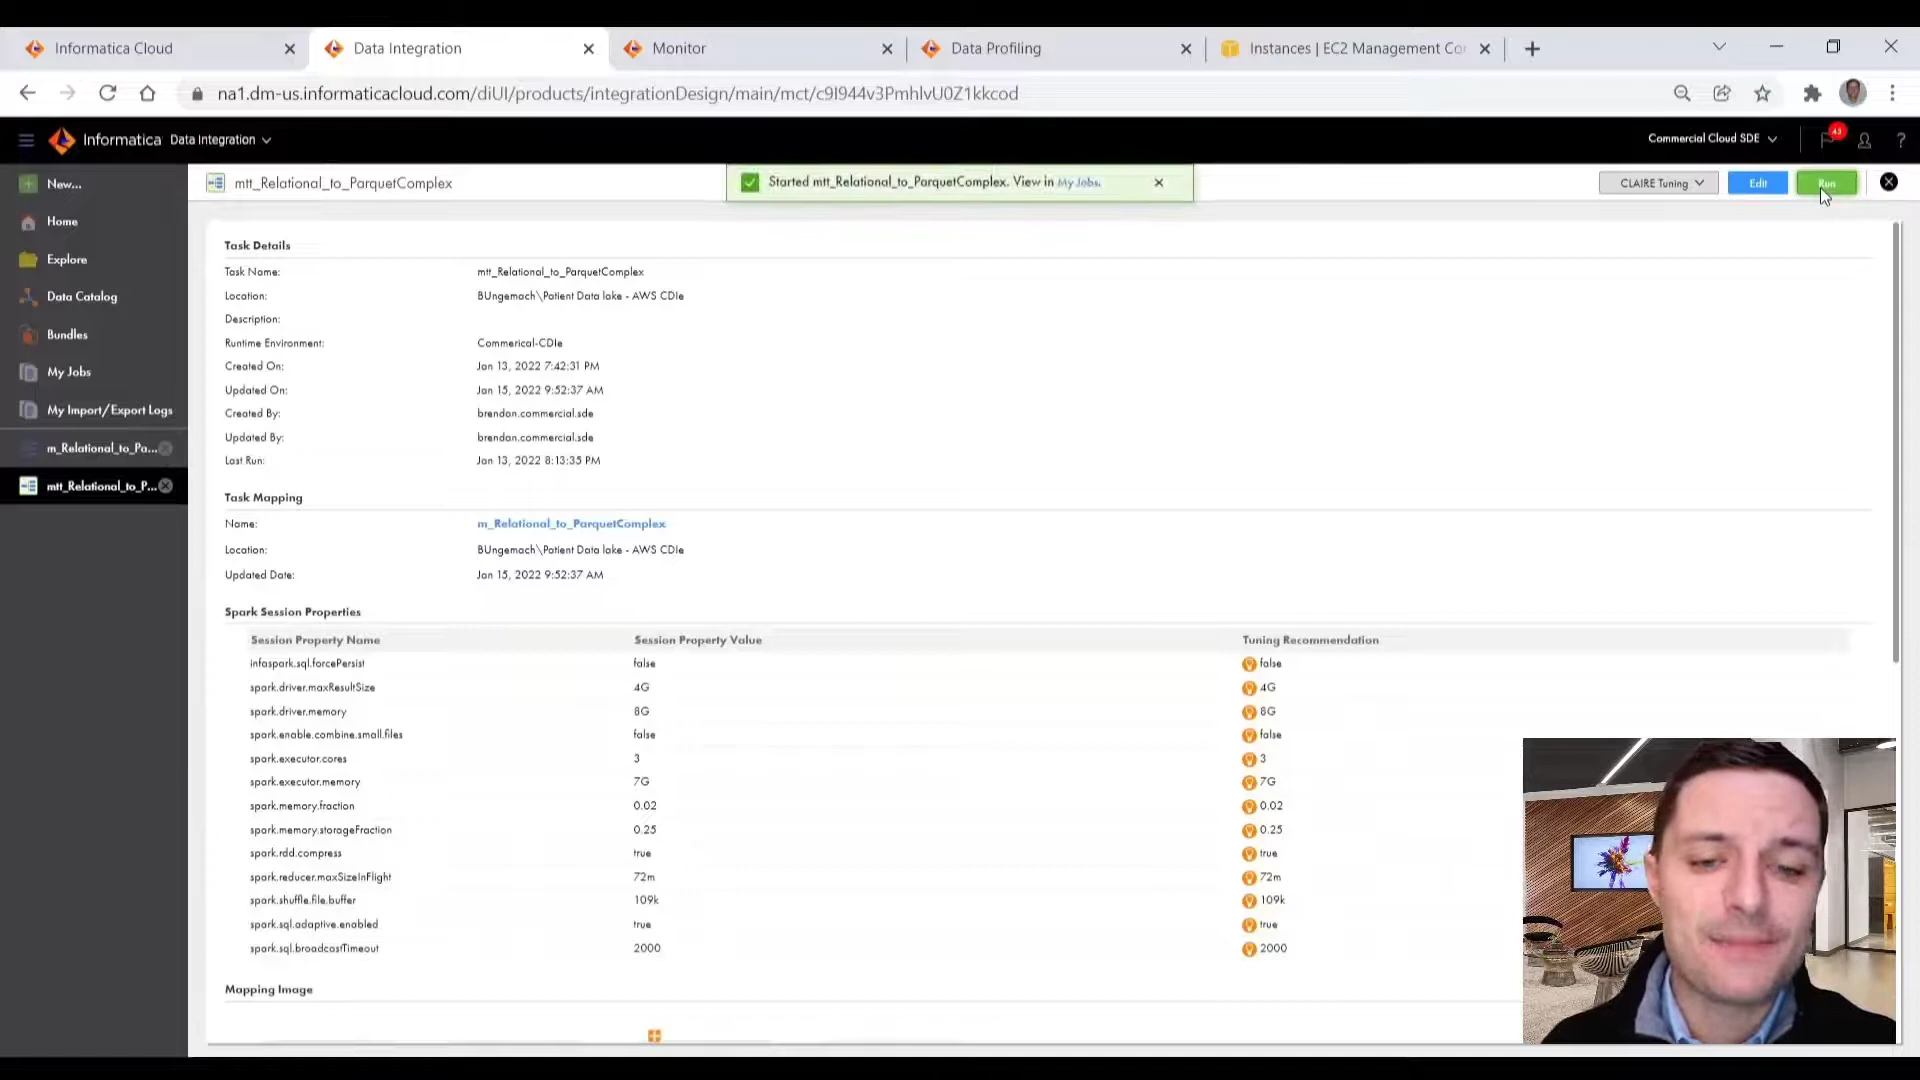 Informatica Cloud
Data Integration
Monitor
Data Profiling
Instances | EC2 Management Co
na1.dm-us.informaticacloud.com/diUI/products/integrationDesign/main/mct/c9I944v3PmhlvU0Z1kkcod
Informatica Data Integration
Commercial Cloud SDE
43
?
New...
Home
Explore
Data Catalog
Bundles
My Jobs
My Import/Export Logs
m_Relational_to_Pa...
mtt_Relational_to_P...
mtt_Relational_to_ParquetComplex
Started mtt_Relational_to_ParquetComplex. View in My Jobs.
CLAIRE Tuning
Edit
Run
Task Details
Task Name: mtt_Relational_to_ParquetComplex
Location: BUngemach\Patient Data lake - AWS CDIe
Description:
Runtime Environment: Commerical-CDIe
Created On: Jan 13, 2022 7:42:31 PM
Updated On: Jan 15, 2022 9:52:37 AM
Created By: brendan.commercial.sde
Updated By: brendan.commercial.sde
Last Run: Jan 13, 2022 8:13:35 PM
Task Mapping
Name: m_Relational_to_ParquetComplex
Location: BUngemach\Patient Data lake - AWS CDIe
Updated Date: Jan 15, 2022 9:52:37 AM
Spark Session Properties
Session Property Name Session Property Value Tuning Recommendation
infaspark.sql.forcePersist false false
spark.driver.maxResultSize 4G 4G
spark.driver.memory 8G 8G
spark.enable.combine.small.files false false
spark.executor.cores 3 3
spark.executor.memory 7G 7G
spark.memory.fraction 0.02 0.02
spark.memory.storageFraction 0.25 0.25
spark.rdd.compress true true
spark.reducer.maxSizeInFlight 72m 72m
spark.shuffle.file.buffer 109k 109k
spark.sql.adaptive.enabled true true
spark.sql.broadcastTimeout 2000 2000
Mapping Image